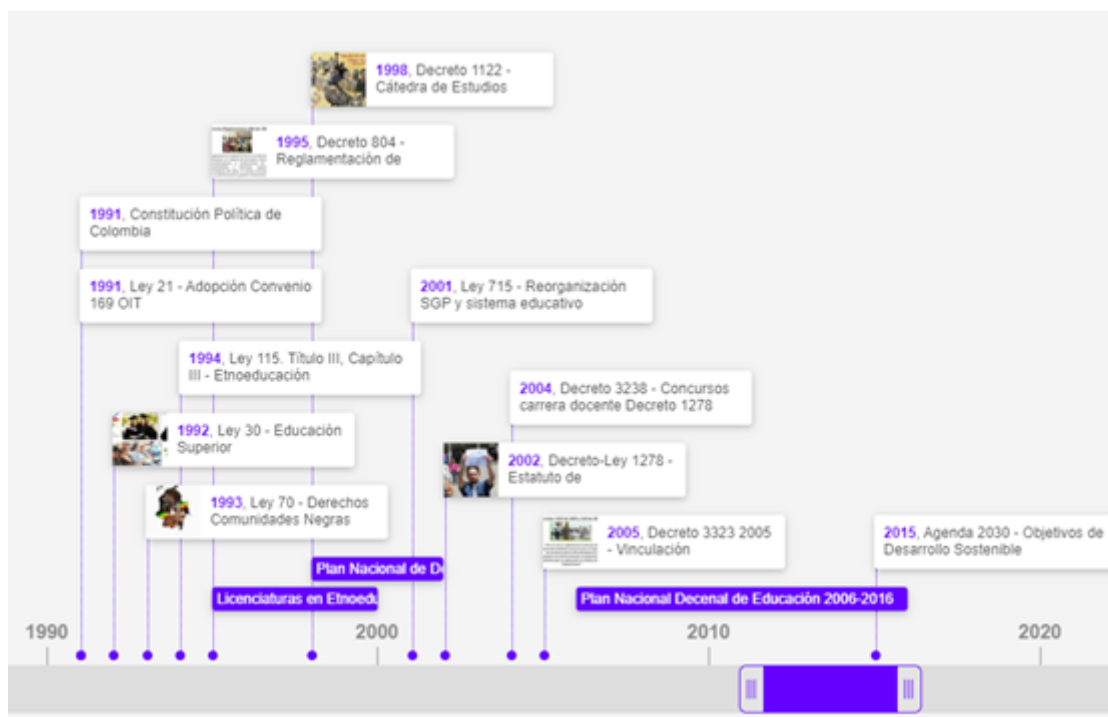 1998, Decreto 1122 -
Cátedra de Estudios
1995, Decreto 804 -
Reglamentación de
1991, Constitución Política de
Colombia
1991, Ley 21 - Adopción Convenio
169 OIT
2001, Ley 715 - Reorganización
SGP y sistema educativo
1994, Ley 115. Título III, Capítulo
III - Etnoeducación
2004, Decreto 3238 - Concursos
carrera docente Decreto 1278
1992, Ley 30 - Educación
Superior
2002, Decreto-Ley 1278 -
Estatuto de
1993, Ley 70 - Derechos
Comunidades Negras
2005, Decreto 3323 2005
- Vinculación
2015, Agenda 2030 - Objetivos de
Desarrollo Sostenible
Plan Nacional de De
Licenciaturas en Etnoedu
Plan Nacional Decenal de Educación 2006-2016
1990
2000
2010
2020